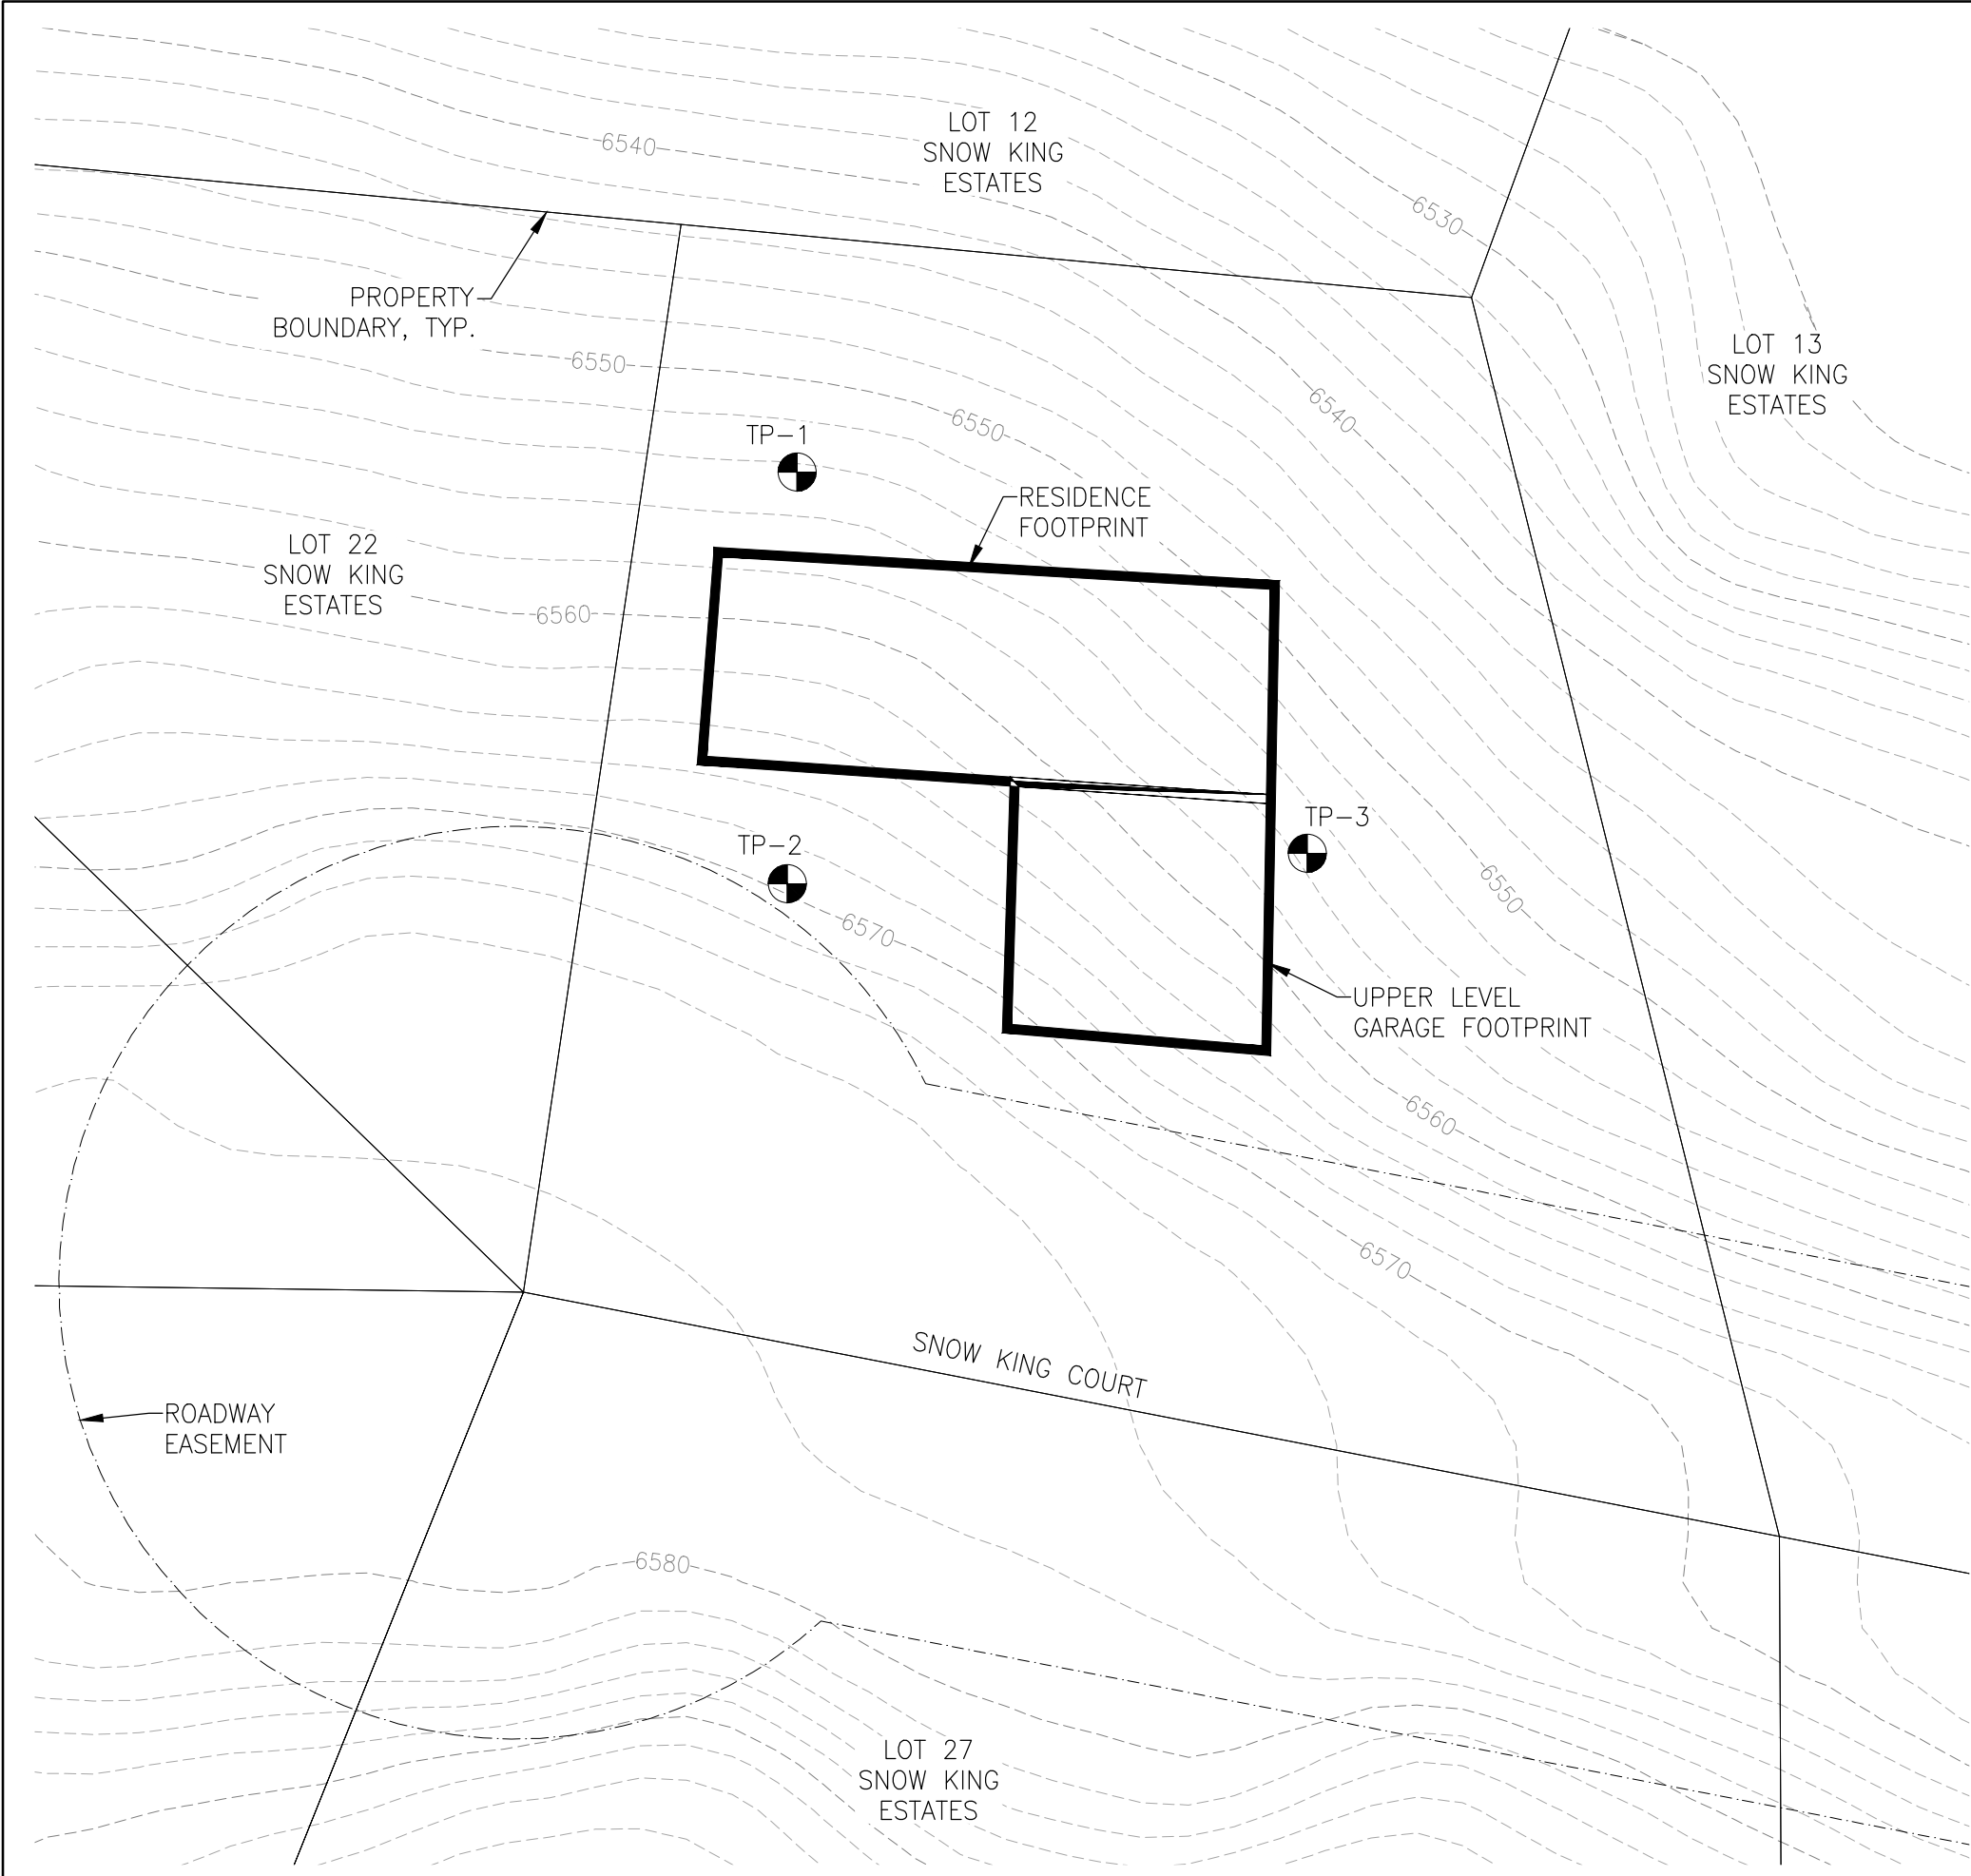 LOT 12
SNOW KING
ESTATES
6540
6530
PROPERTY
BOUNDARY, TYP.
LOT 13
SNOW KING
ESTATES
6550
6540
6550
TP-1
RESIDENCE
FOOTPRINT
LOT 22
SNOW KING
ESTATES
6560
TP-3
TP-2
6550
6570
UPPER LEVEL
GARAGE FOOTPRINT
6560
6570
SNOW KING COURT
ROADWAY
EASEMENT
6580
LOT 27
SNOW KING
ESTATES